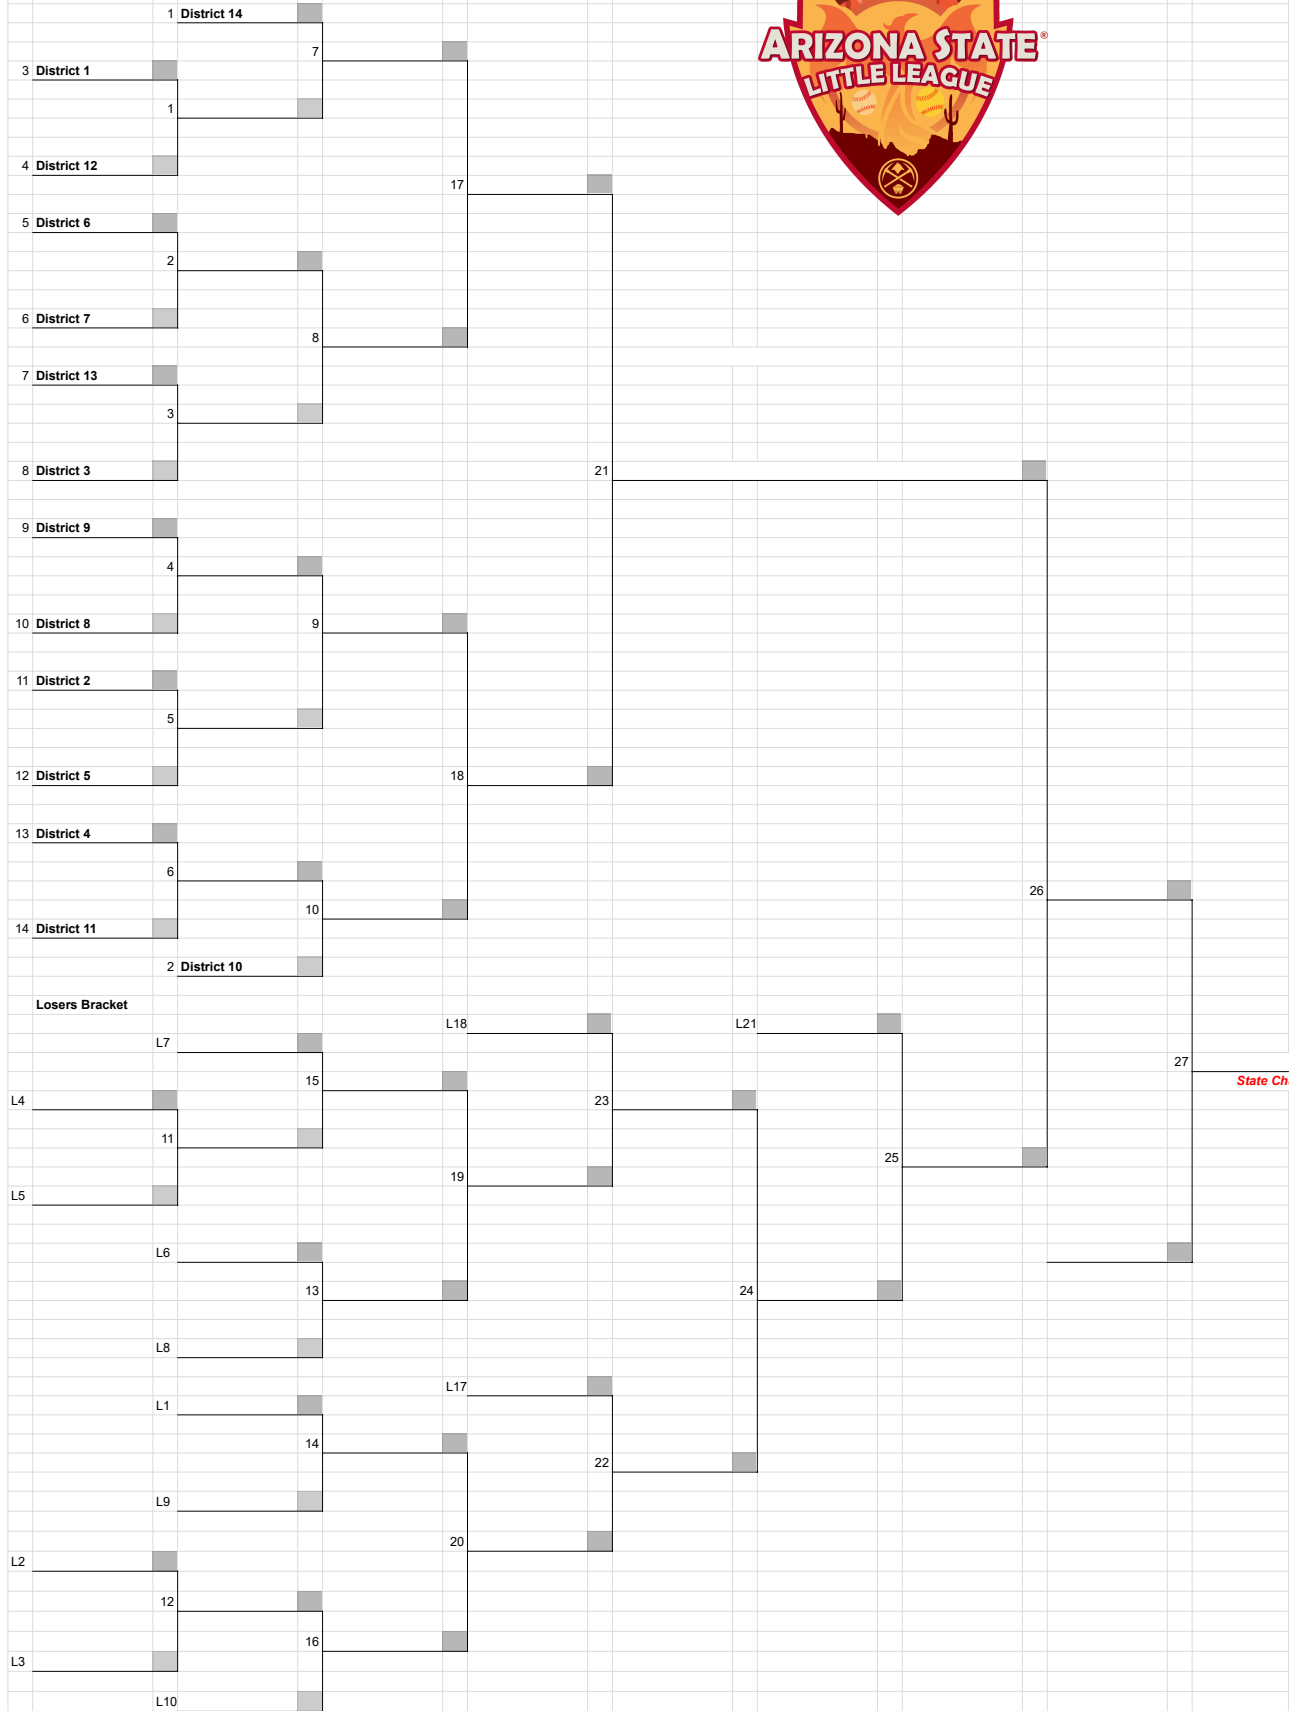 1 District 14
ARIZONA STATE®
7
3 District 1
LITTLE LEAGUE
1
4 District 12
17
5 District 6
2
6 District 7
8
7 District 13
3
8 District 3
21
9 District 9
4
10 District 8
9
11 District 2
5
12 District 5
18
13 District 4
6
26
10
14 District 11
2 District 10
Losers Bracket
L18
L21
L7
27
15
State Ch
L4
23
11
25
19
L5
L6
13
24
L8
L17
L1
14
22
L9
20
L2
12
16
L3
L10